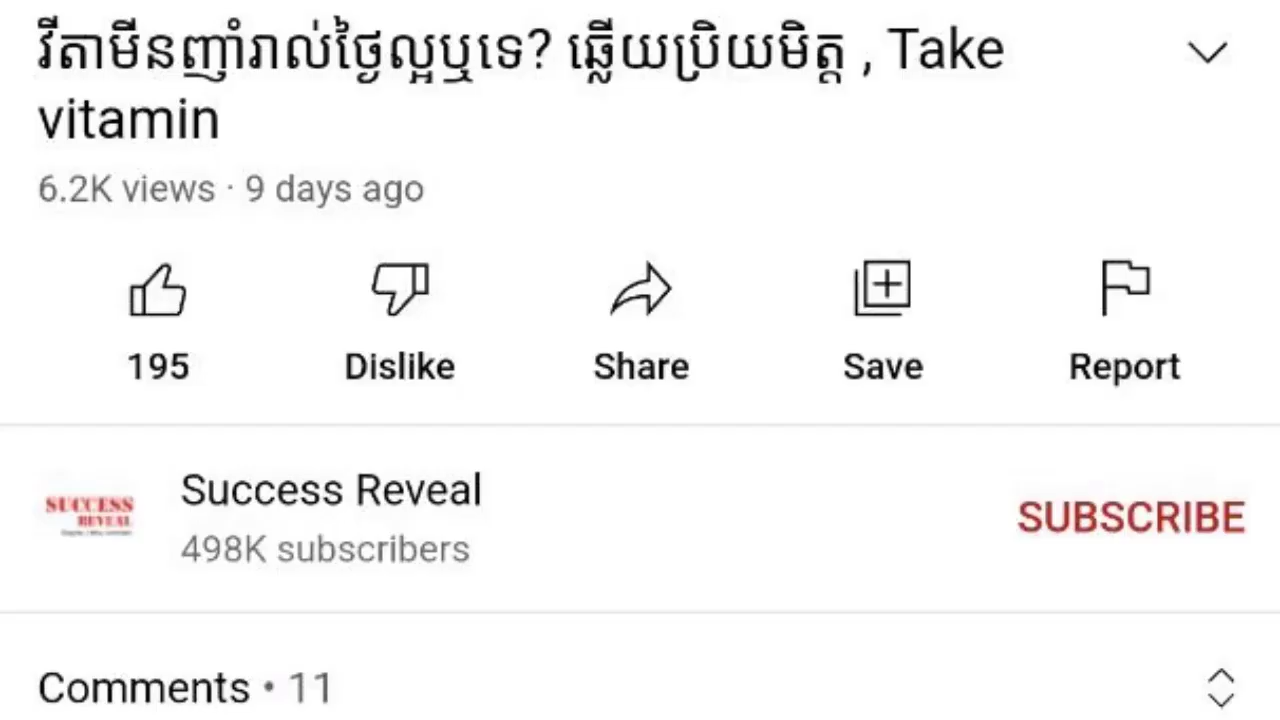 វីតាមីនញាំរាល់ថ្ងៃល្អឬទេ? ឆ្លើយប្រិយមិត្ត , Take
vitamin
6.2K views · 9 days ago
195 Dislike Share Save Report
SUCCESS
REVEAL
Success Reveal
498K subscribers
SUBSCRIBE
Comments • 11